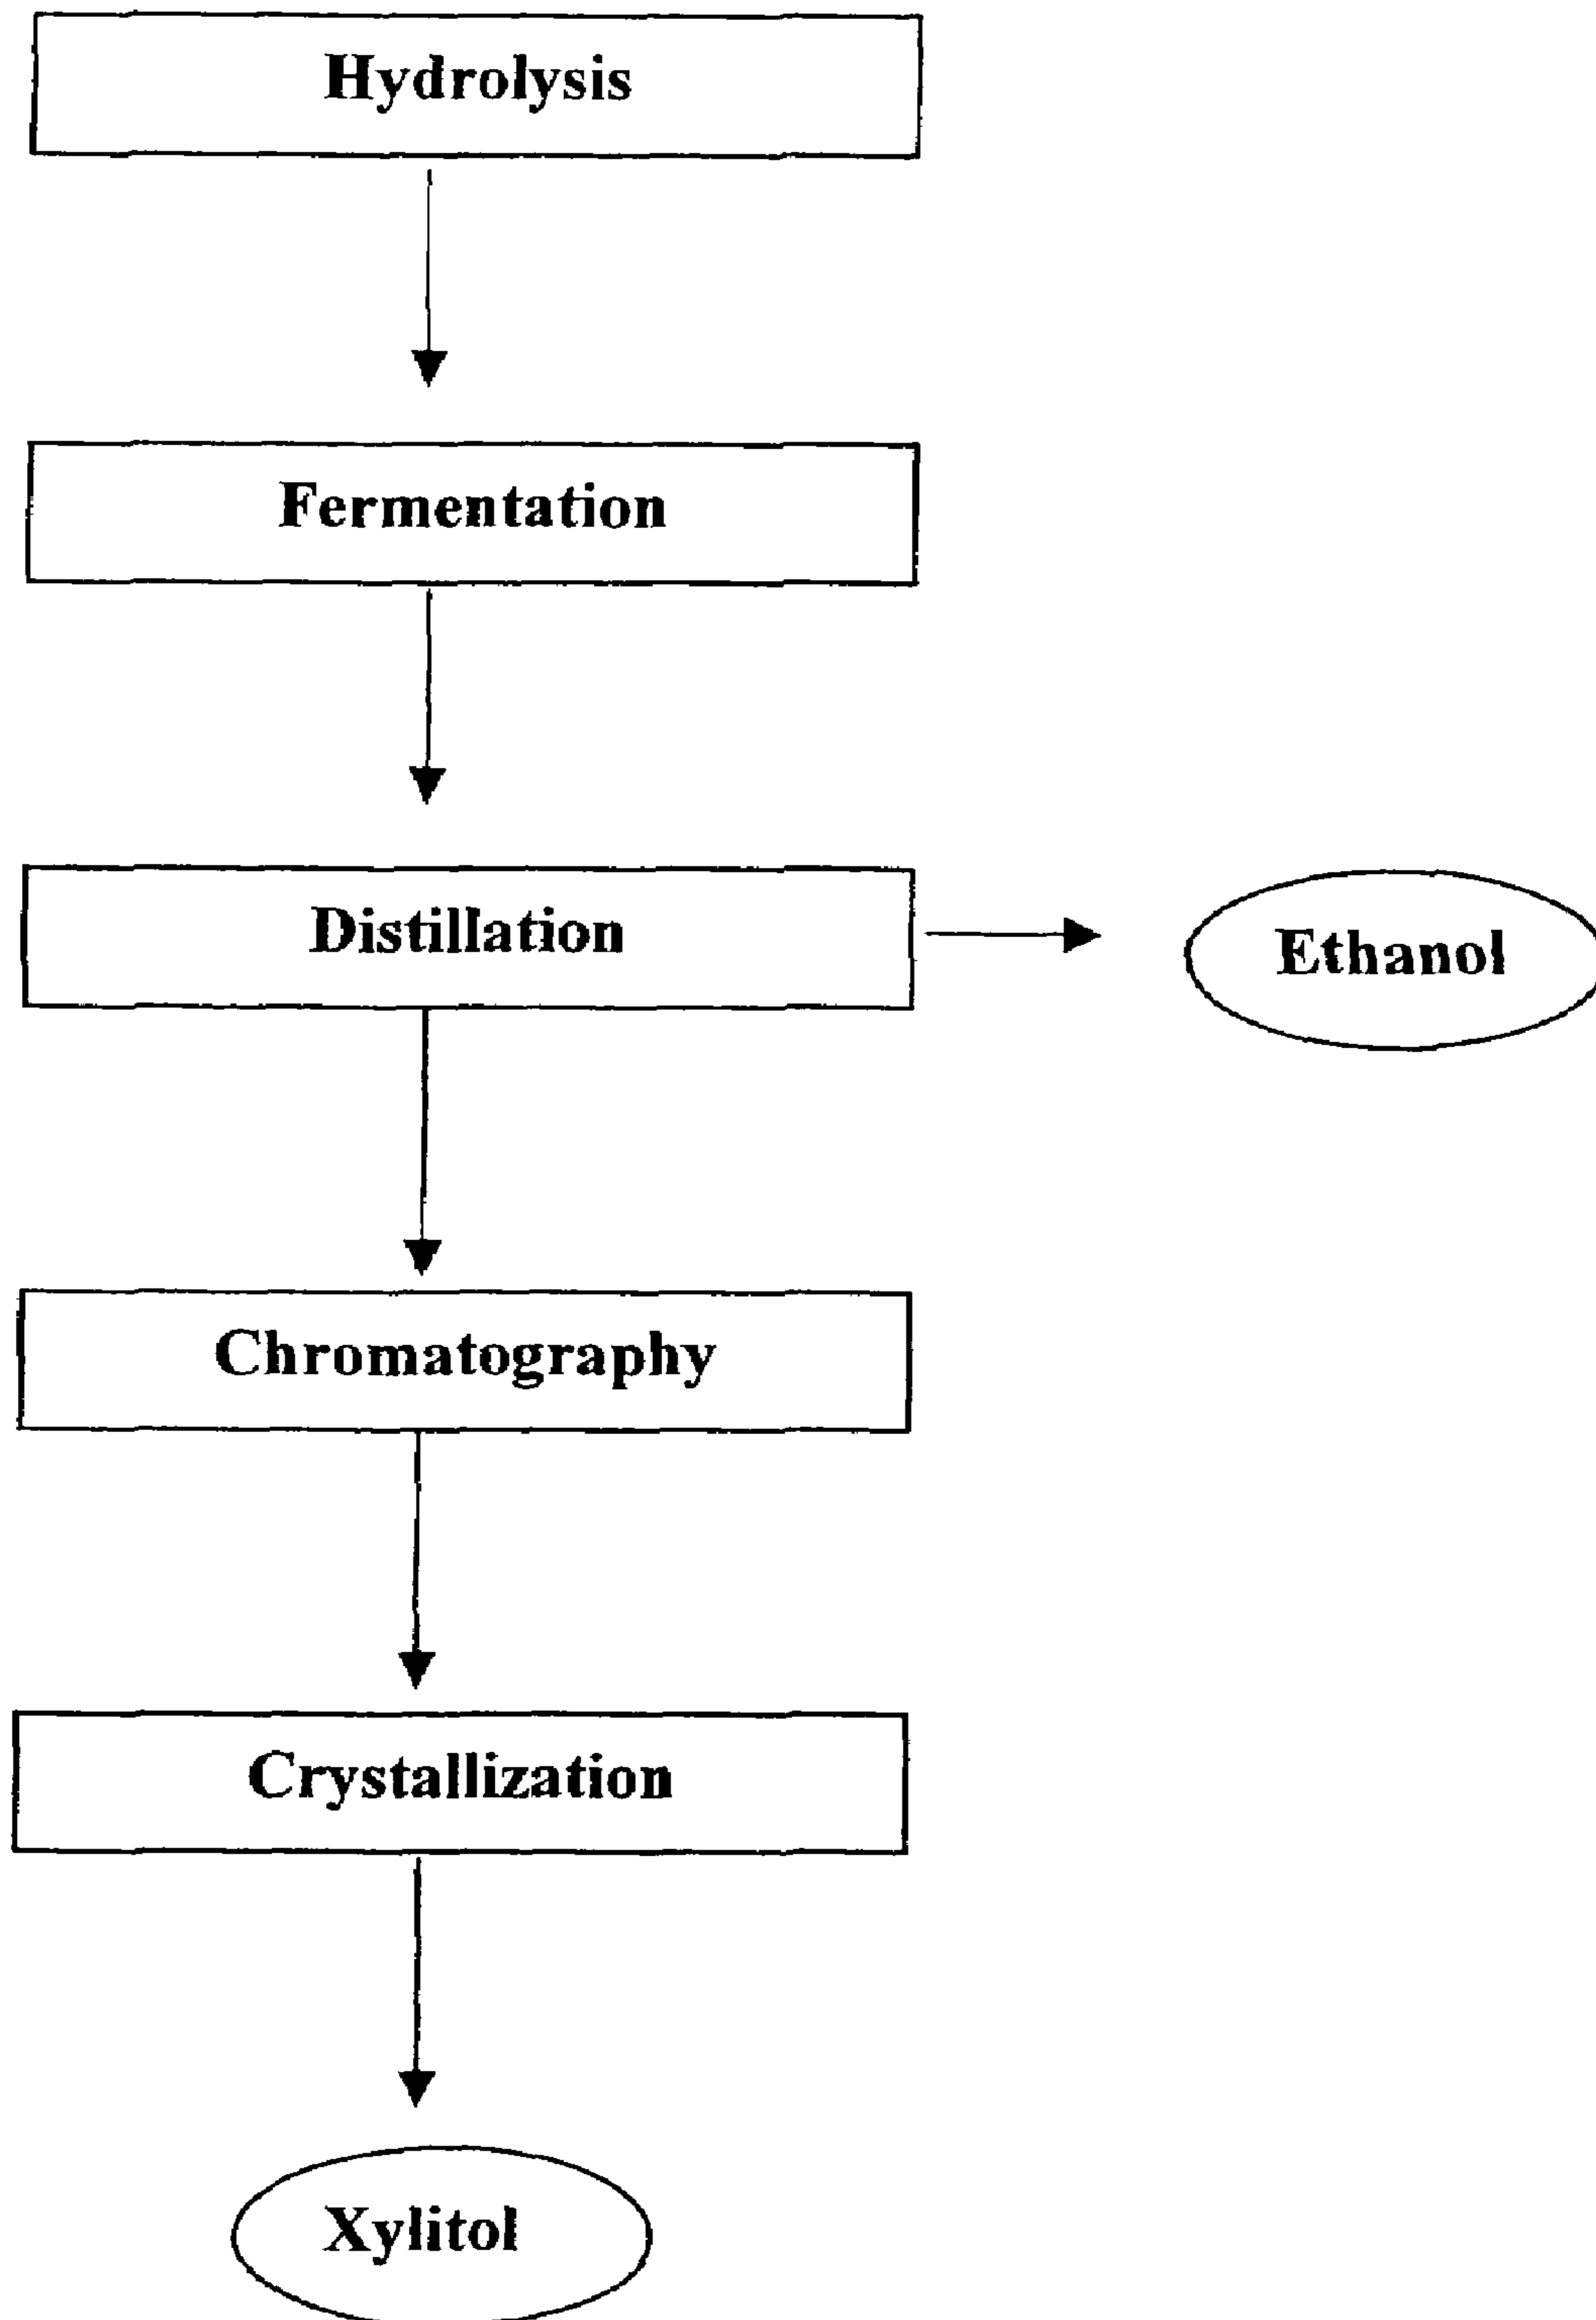 Hydrolysis
Fermentation
Distillation
Ethanol
Chromatography
Crystallization
Xylitol